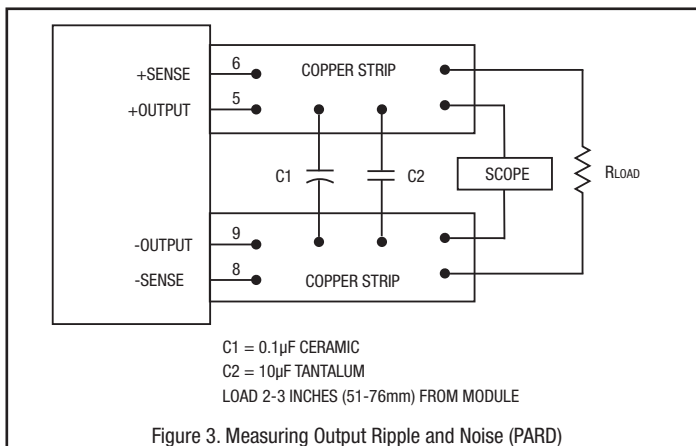 6
+SENSE
COPPER STRIP
5
+OUTPUT
C1
C2
SCOPE
RLOAD
9
-OUTPUT
8
-SENSE
COPPER STRIP
C1 = 0.1µF CERAMIC
C2 = 10µF TANTALUM
LOAD 2-3 INCHES (51-76mm) FROM MODULE
Figure 3. Measuring Output Ripple and Noise (PARD)